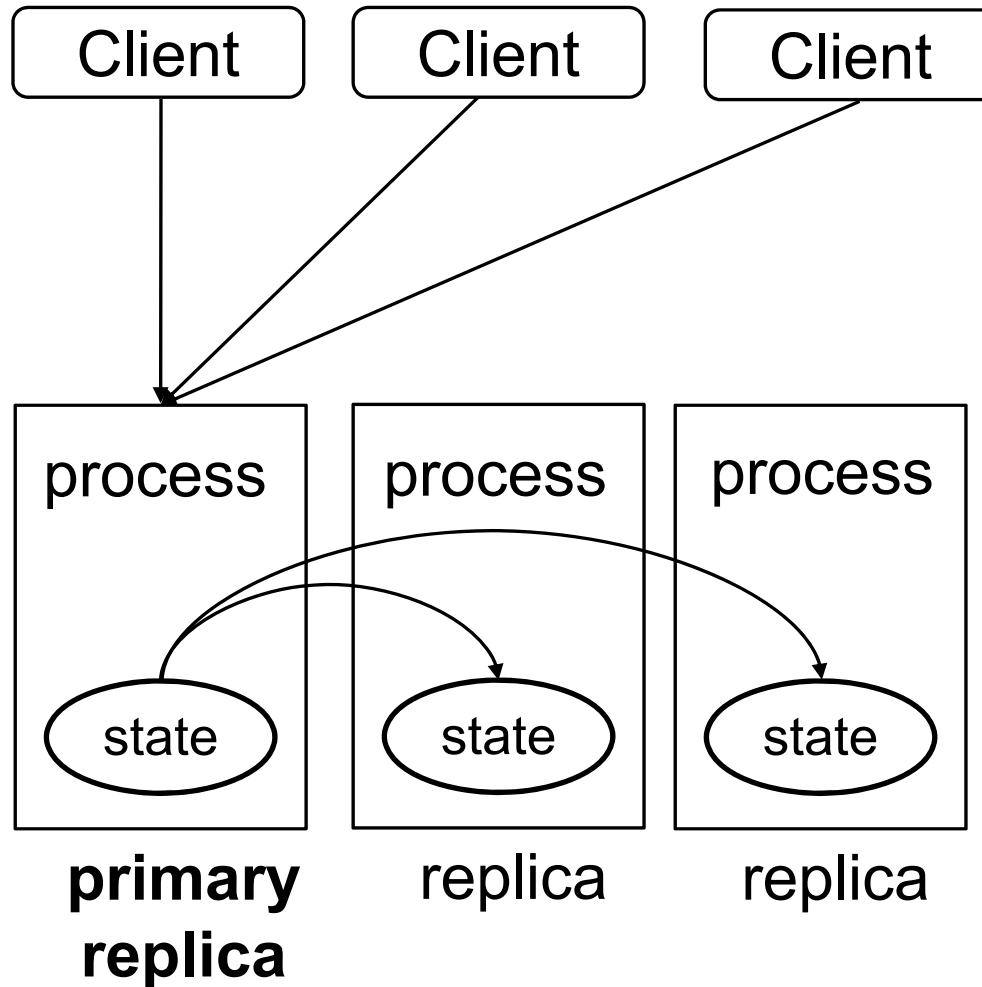 Client
Client
Client
process
process
process
state
state
state
primary
replica
replica
replica